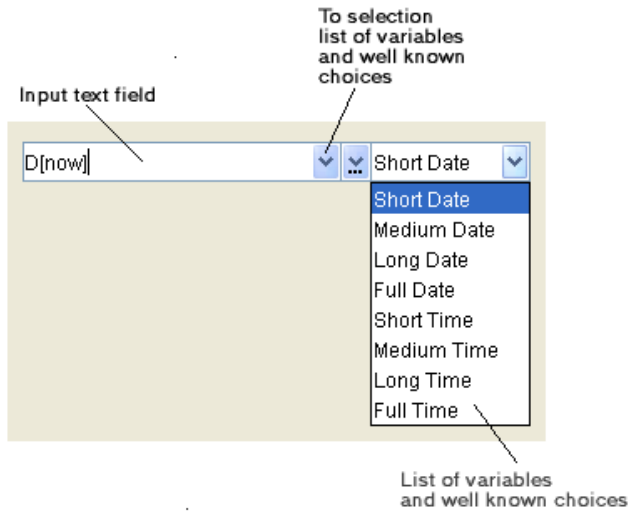 To selection
list of variables
and well known
choices
Input text field
D[now]
...
Short Date
Short Date
Medium Date
Long Date
Full Date
Short Time
Medium Time
Long Time
Full Time
List of variables
and well known choices